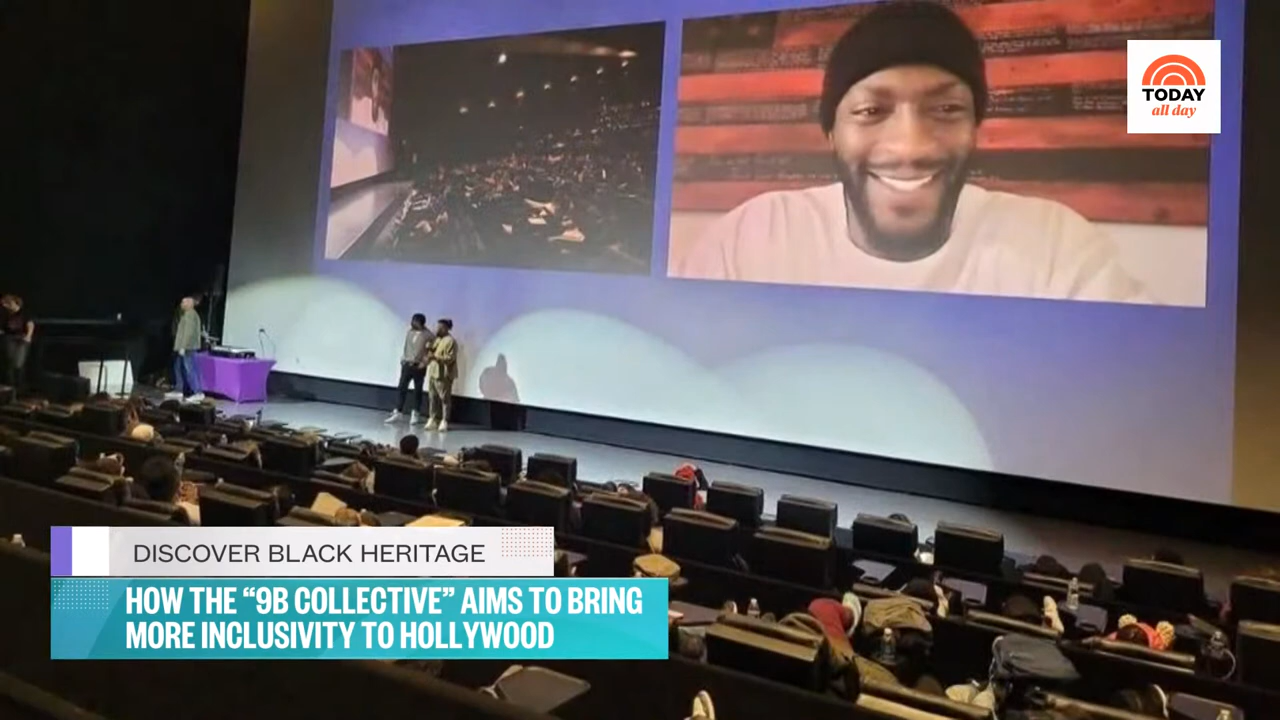 TODAY
all day
DISCOVER BLACK HERITAGE
HOW THE “9B COLLECTIVE” AIMS TO BRING
MORE INCLUSIVITY TO HOLLYWOOD